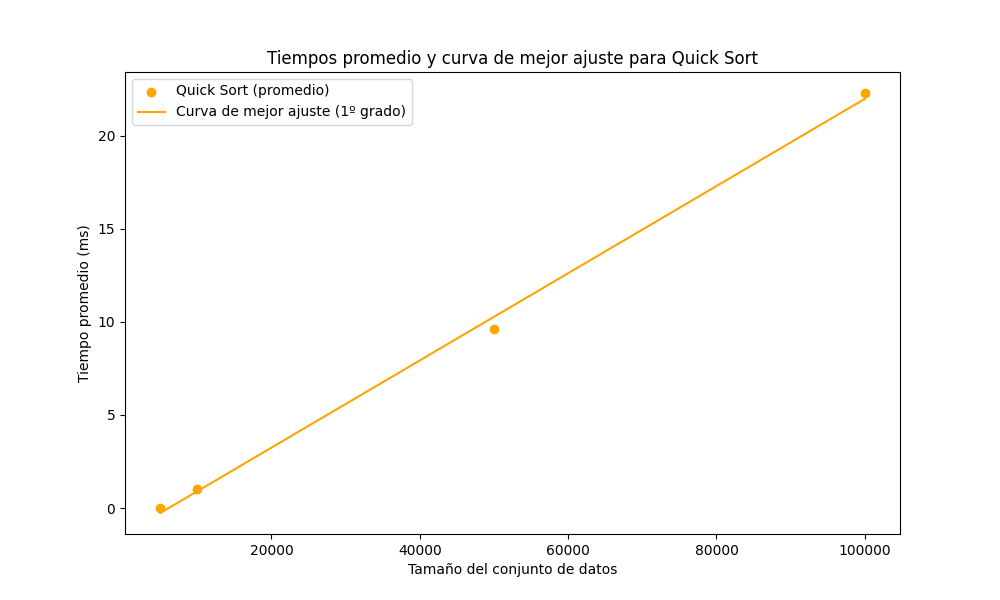 Tiempos promedio y curva de mejor ajuste para Quick Sort
Quick Sort (promedio)
Curva de mejor ajuste (1º grado)
Tiempo promedio (ms)
20
15
10
5
0
20000
40000
60000
80000
100000
Tamaño del conjunto de datos